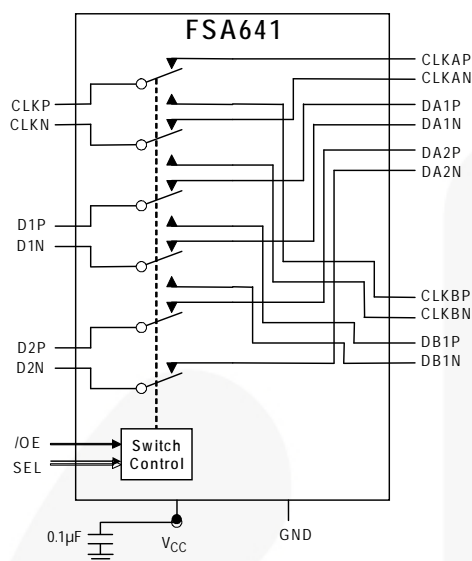 FSA641
CLKP
CLKN
D1P
D1N
D2P
D2N
/OE
SEL
Switch
Control
CLKAP
CLKAN
DA1P
DA1N
DA2P
DA2N
CLKBP
CLKBN
DB1P
DB1N
0.1µF
VCC
GND